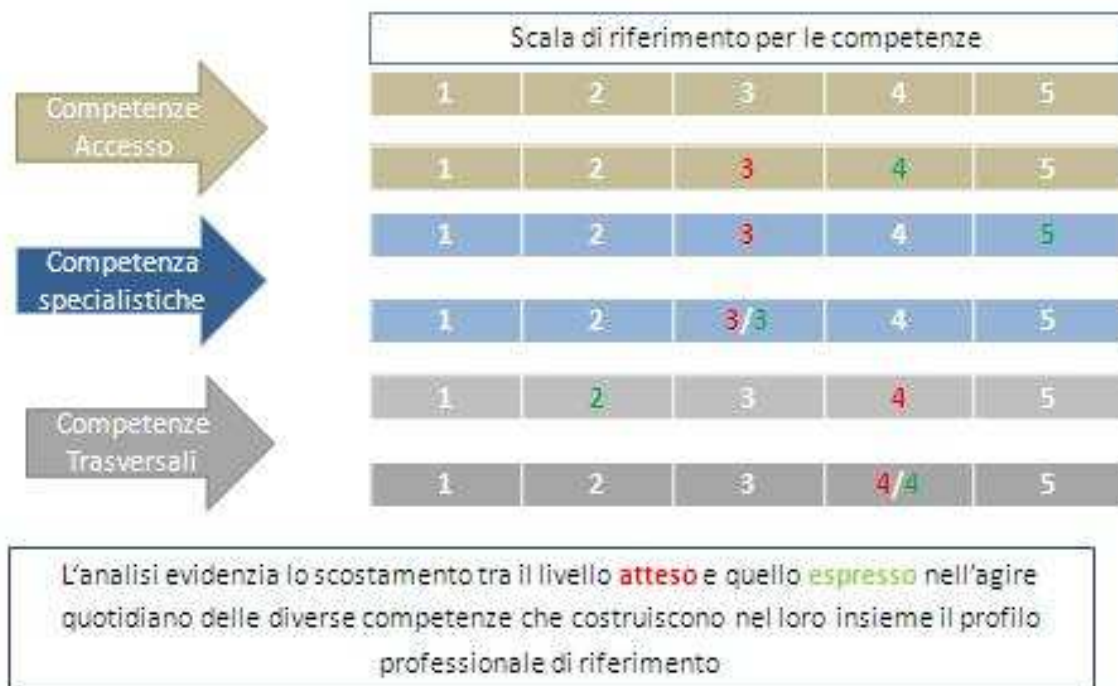 Scala di riferimento per le competenze
Competenze
Accesso
1 2 3 4 5
1 2 3 4 5
Competenza
specialistiche
1 2 3 4 5
1 2 3/3 4 5
Competenze
Trasversali
1 2 3 4 5
1 2 3 4/4 5
L'analisi evidenzia lo scostamento tra il livello atteso e quello espresso nell'agire
quotidiano delle diverse competenze che costruiscono nel loro insieme il profilo
professionale di riferimento